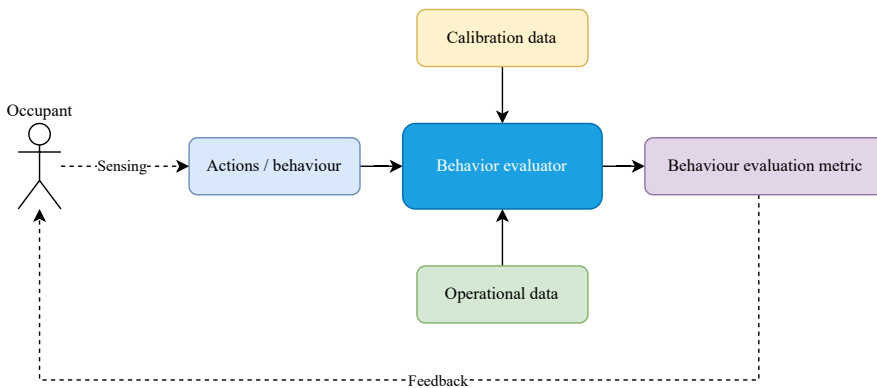 Calibration data
Occupant
Sensing
Actions / behaviour
Behavior evaluator
Behaviour evaluation metric
Operational data
Feedback